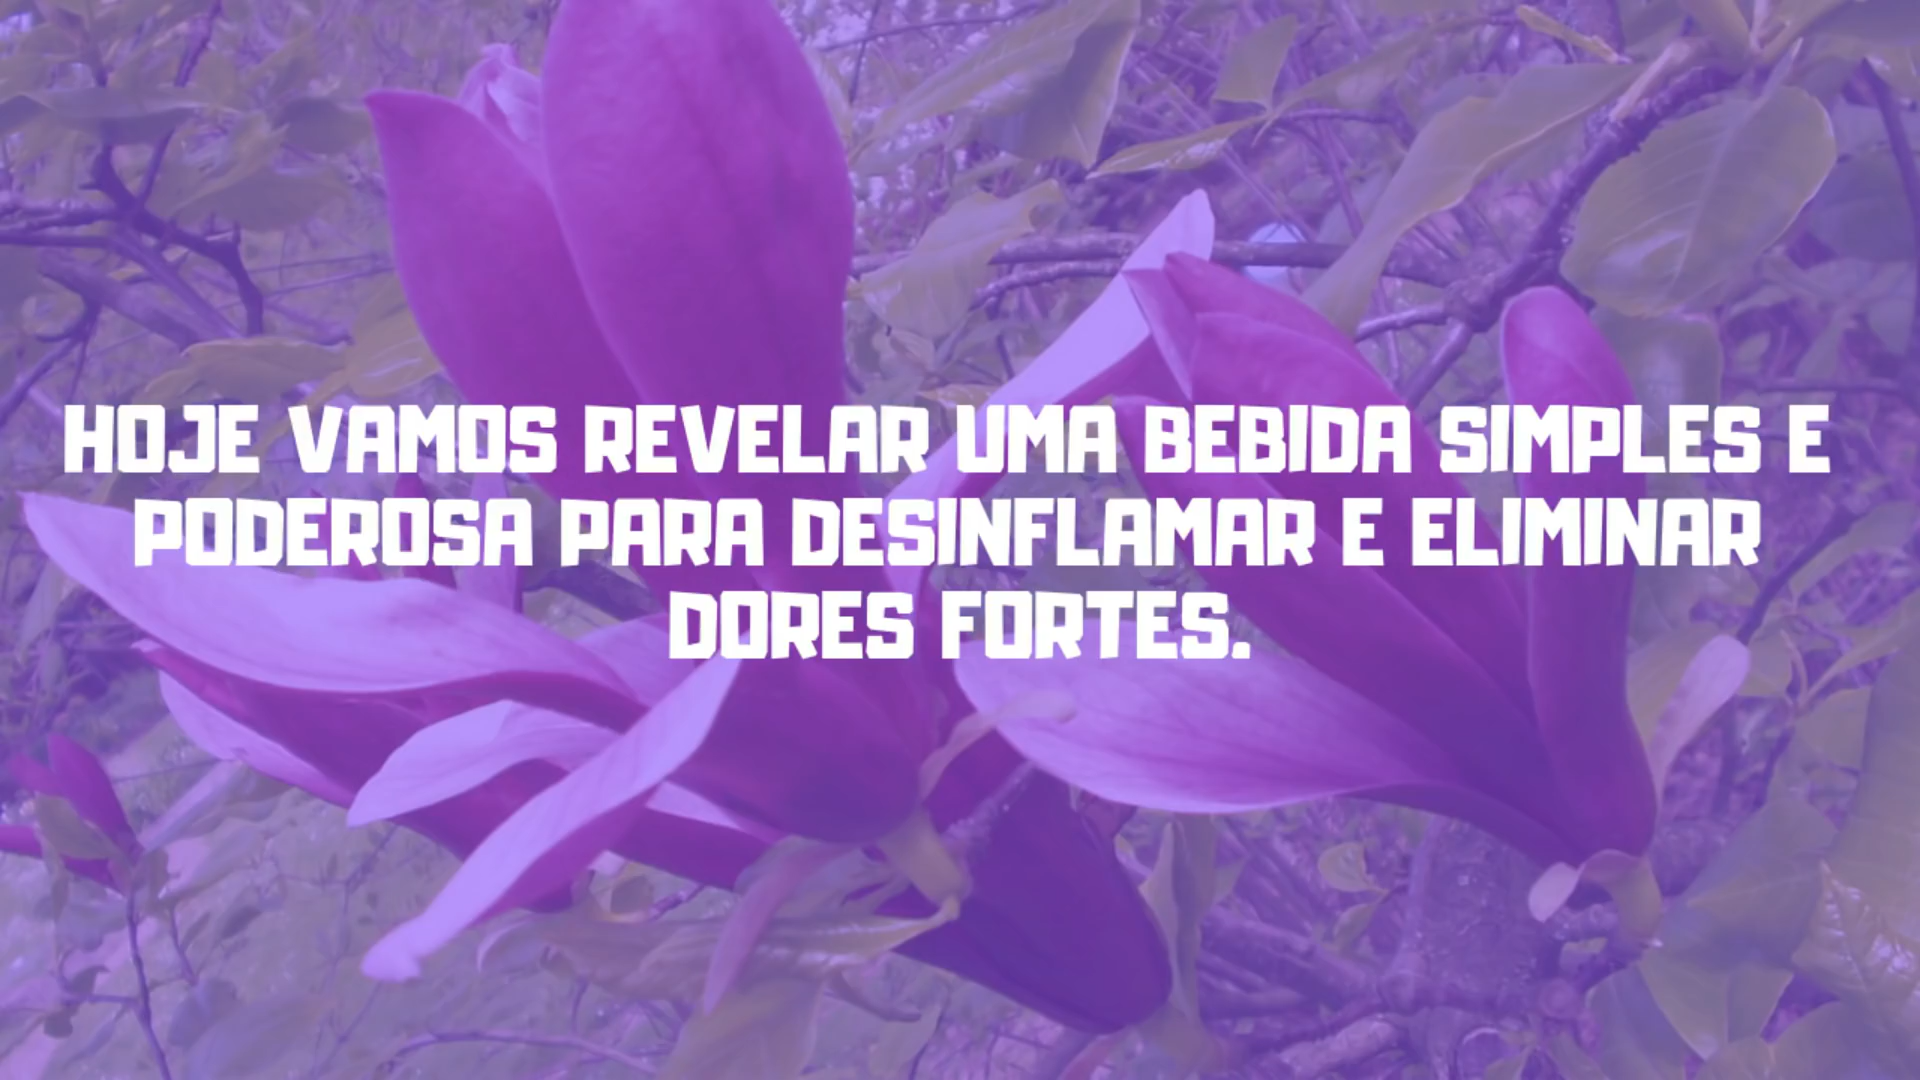 HOJE VAMOS REVELAR UMA BEBIDA SIMPLES E
PODEROSA PARA DESINFLAMAR E ELIMINAR
DORES FORTES.